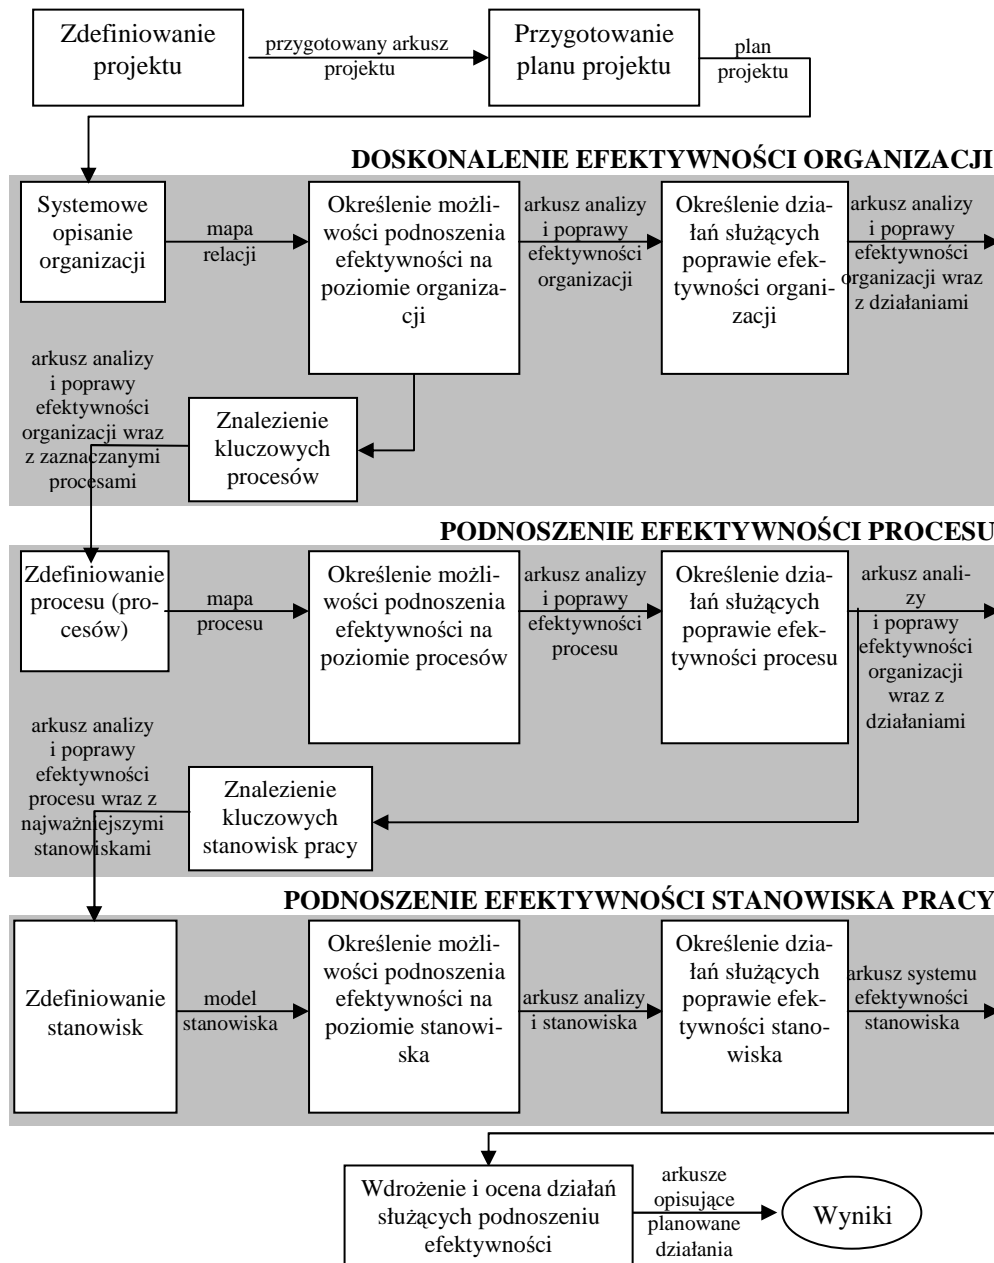 Zdefiniowanie
projektu
przygotowany arkusz
projektu
Przygotowanie
planu projektu
plan
projektu
DOSKONALENIE EFEKTYWNOŚCI ORGANIZACJI
Systemowe
opisanie
organizacji
mapa
relacji
Określenie możli-
wości podnoszenia
efektywności na
poziomie organiza-
cji
arkusz analizy
i poprawy
efektywności
organizacji
Określenie dzia-
łań służących
poprawie efek-
tywności organi-
zacji
arkusz analizy
i poprawy
efektywności
organizacji wraz
z działaniami
arkusz analizy
i poprawy
efektywności
organizacji wraz
z zaznaczanymi
procesami
Znalezienie
kluczowych
procesów
PODNOSZENIE EFEKTYWNOŚCI PROCESU
Zdefiniowanie
procesu (pro-
cesów)
mapa
procesu
Określenie możli-
wości podnoszenia
efektywności na
poziomie procesów
arkusz analizy
i poprawy
efektywności
procesu
Określenie dzia-
łań służących
poprawie efek-
tywności procesu
arkusz anali-
zy
i poprawy
efektywności
organizacji
wraz z
działaniami
arkusz analizy
i poprawy
efektywności
procesu wraz z
najważniejszymi
stanowiskami
Znalezienie
kluczowych
stanowisk pracy
PODNOSZENIE EFEKTYWNOŚCI STANOWISKA PRACY
Zdefiniowanie
stanowisk
model
stanowiska
Określenie możli-
wości podnoszenia
efektywności na
poziomie stanowi-
ska
arkusz analizy
i stanowiska
Określenie dzia-
łań służących
poprawie efek-
tywności stano-
wiska
arkusz systemu
efektywności
stanowiska
Wdrożenie i ocena działań
służących podnoszeniu
efektywności
arkusze
opisujące
planowane
działania
Wyniki